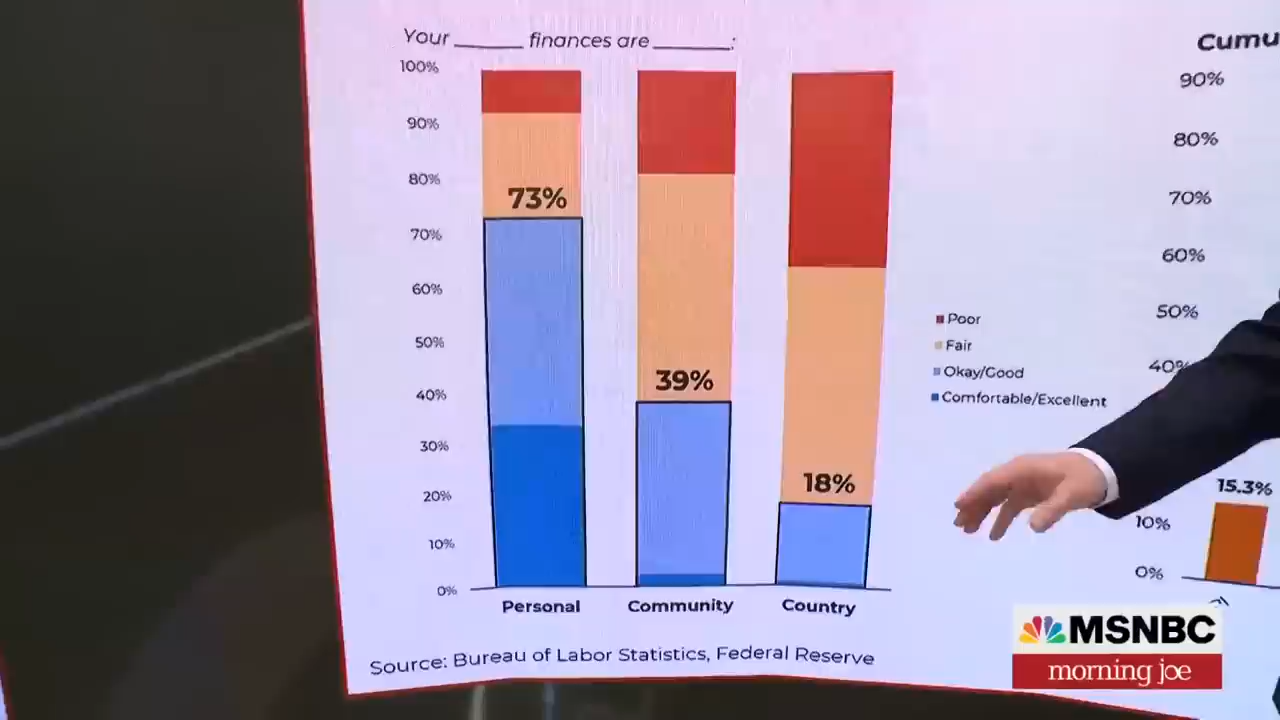 Your ______ finances are _______:
100%
90%
80%
70%
60%
50%
40%
30%
20%
10%
0%
73%
39%
18%
Personal Community Country
Poor
Fair
Okay/Good
Comfortable/Excellent
Source: Bureau of Labor Statistics, Federal Reserve
90%
80%
70%
60%
50%
10%
0%
15.3%
MSNBC
morning joe